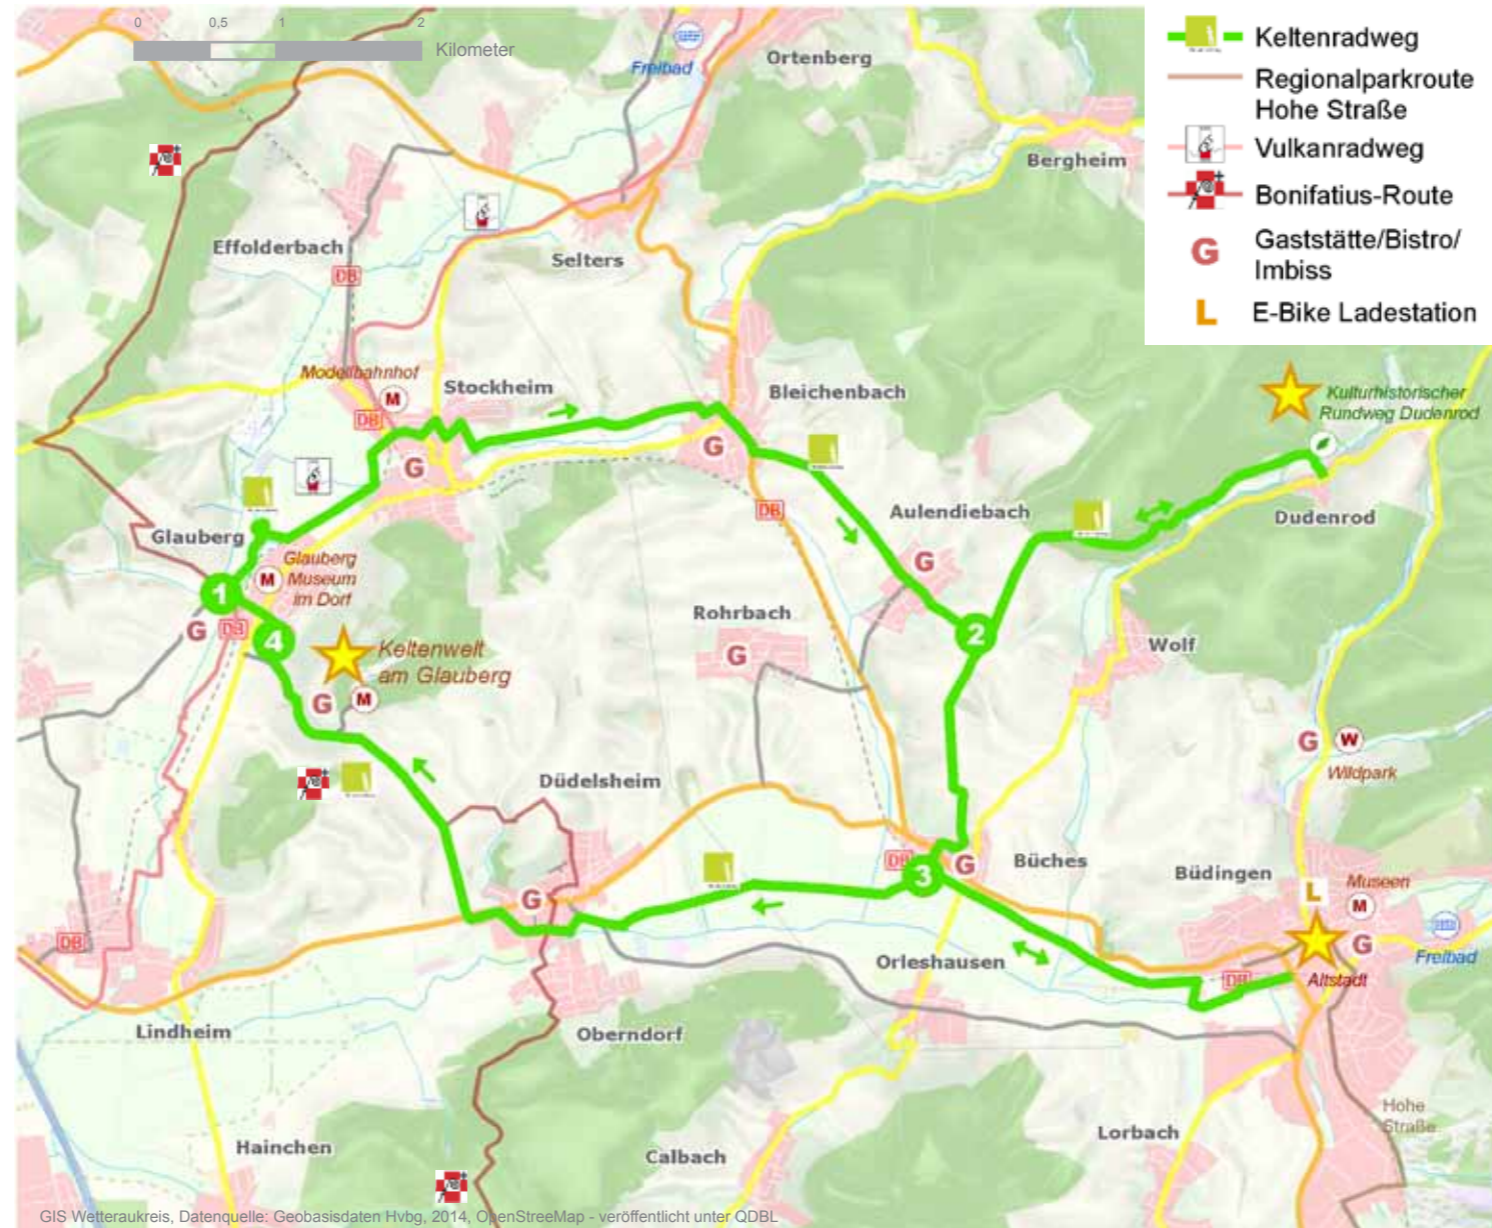 0 0,5 1 2
Kilometer
Keltenradweg
Regionalparkroute
Hohe Straße
Vulkanradweg
Bonifatius-Route
G
Gaststätte/Bistro/
Imbiss
L
E-Bike Ladestation
Freibad
Ortenberg
Bergheim
Effolderbach
DB
Selters
Modellbahnhof
M
DB
Stockheim
G
Bleichenbach
G
DB
Kulturhistorischer
Rundweg Dudenrod
Dudenrod
Aulendiebach
G
Glauberg
Glauberg
Museum
im Dorf
M
1
G
DB
4
Keltenwelt
am Glauberg
G
M
Rohrbach
G
2
Wolf
G
W
Wildpark
Düdelsheim
G
DB
3
G
Büches
Büdingen
L
Museen
M
G
Altstadt
DB
Freibad
Orleshausen
DB
Lindheim
Oberndorf
Hainchen
Calbach
Lorbach
Hohe
Straße
GIS Wetteraukreis, Datenquelle: Geobasisdaten Hvbg, 2014, OpenStreeMap - veröffentlicht unter QDBL